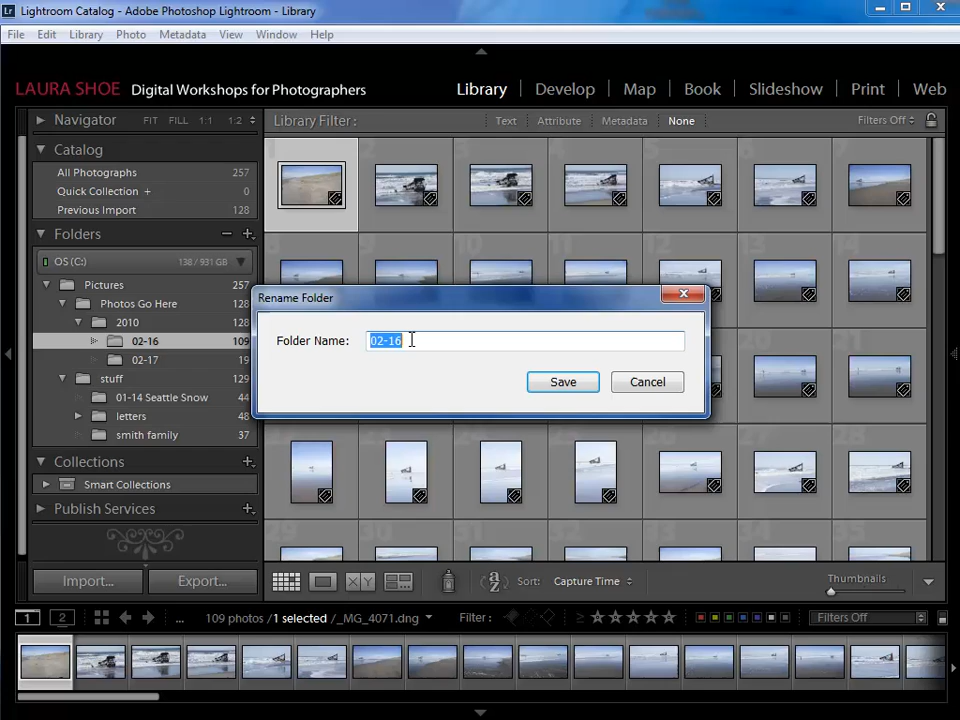 Lr Lightroom Catalog - Adobe Photoshop Lightroom - Library
File Edit Library Photo Metadata View Window Help
LAURA SHOE Digital Workshops for Photographers
Library Develop Map Book Slideshow Print Web
Navigator FIT FILL 1:1 1:2
Library Filter: Text Attribute Metadata None Filters Off
Catalog
All Photographs 257
Quick Collection + 0
Previous Import 128
Folders
OS (C:) 138 / 931 GB
Pictures 257
Photos Go Here 128
2010 128
02-16 109
02-17 19
stuff 129
01-14 Seattle Snow 44
letters 48
smith family 37
Collections
Smart Collections
Publish Services
Import... Export...
Rename Folder
Folder Name: 02-16
Save Cancel
Sort: Capture Time
Thumbnails
1 2 ... 109 photos / 1 selected / _MG_4071.dng Filter : Filters Off